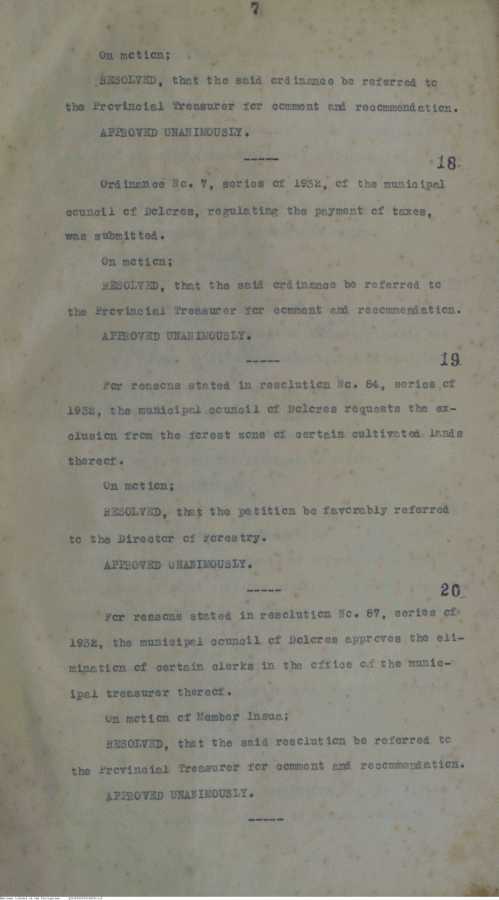 7
On motion;
RESOLVED, that the said ordinance be referred to
the Provincial Treasurer for comment and recommendation.
APPROVED UNANIMOUSLY.
-----
18
Ordinance No. 7, series of 1932, of the municipal
council of Dolores, regulating the payment of taxes,
was submitted.
On motion;
RESOLVED, that the said ordinance be referred to
the Provincial Treasurer for comment and recommendation.
APPROVED UNANIMOUSLY.
-----
19
For reasons stated in resolution No. 84, series of
1932, the municipal council of Dolores requests the ex-
clusion from the forest zone of certain cultivated lands
thereof.
On motion;
RESOLVED, that the petition be favorably referred
to the Director of Forestry.
APPROVED UNANIMOUSLY.
-----
20
For reasons stated in resolution No. 87, series of
1932, the municipal council of Dolores approves the eli-
mination of certain clerks in the office of the munic-
ipal treasurer thereof.
On motion of Member Insua;
RESOLVED, that the said resolution be referred to
the Provincial Treasurer for comment and recommendation.
APPROVED UNANIMOUSLY.
-----
National Library of the Philippines